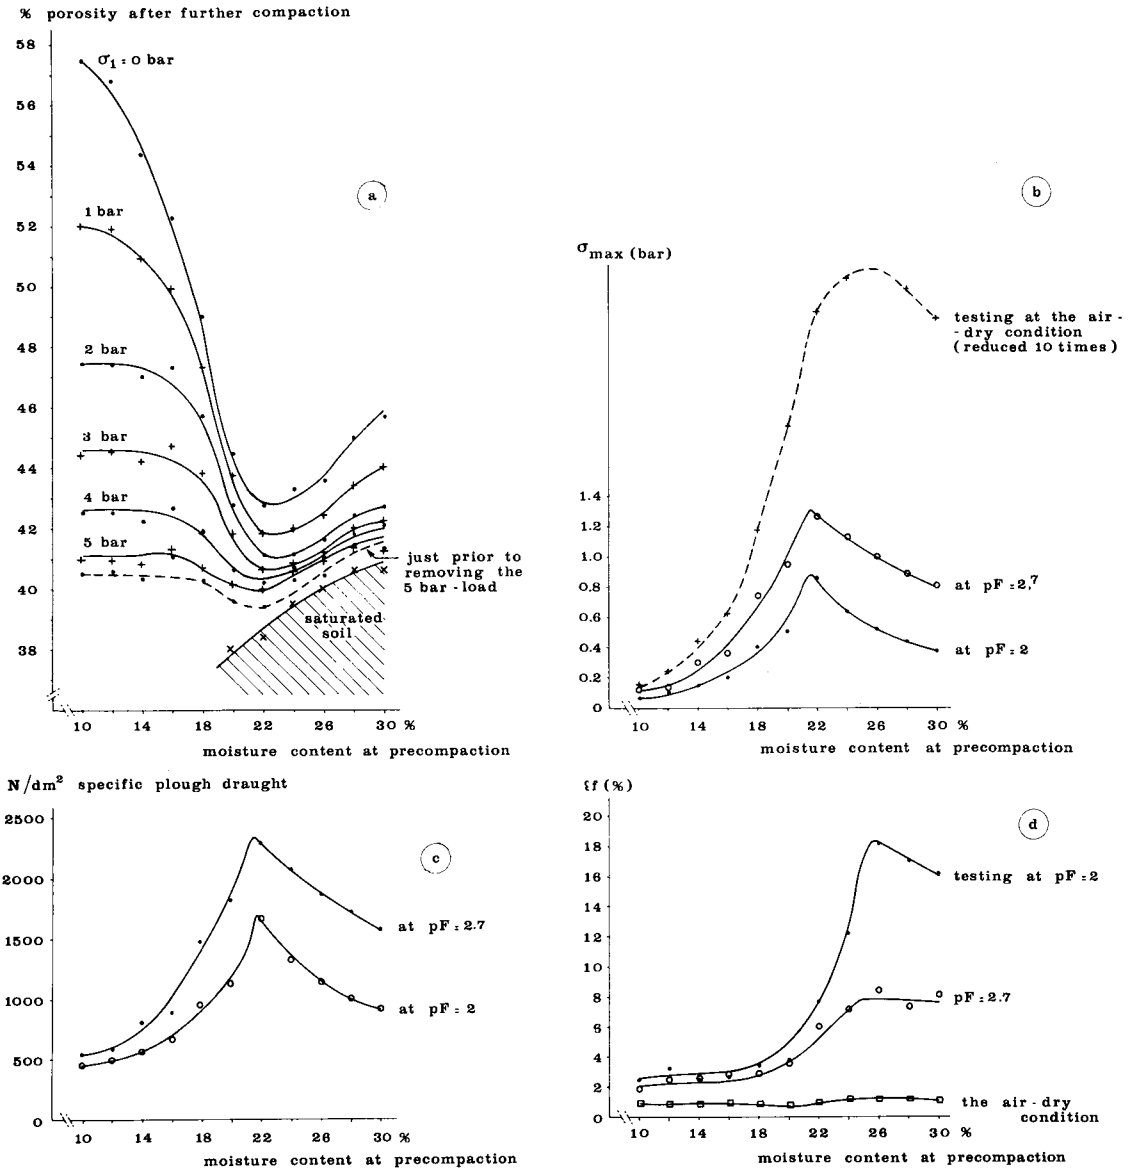 % porosity after further compaction
58
56
54
52
50
48
46
44
42
40
38
σ1 = 0 bar
1 bar
2 bar
3 bar
4 bar
5 bar
a
just prior to
removing the
5 bar - load
saturated
soil
10 14 18 22 26 30 %
moisture content at precompaction
b
σmax (bar)
1.4
1.2
1.0
0.8
0.6
0.4
0.2
0
testing at the air -
- dry condition
(reduced 10 times)
at pF = 2,7
at pF = 2
10 14 18 22 26 30 %
moisture content at precompaction
N/dm² specific plough draught
2500
2000
1500
1000
500
0
c
at pF = 2.7
at pF = 2
10 14 18 22 26 30 %
moisture content at precompaction
εf (%)
20
18
16
14
12
10
8
6
4
2
0
d
testing at pF = 2
pF = 2.7
the air - dry
condition
10 14 18 22 26 30 %
moisture content at precompaction